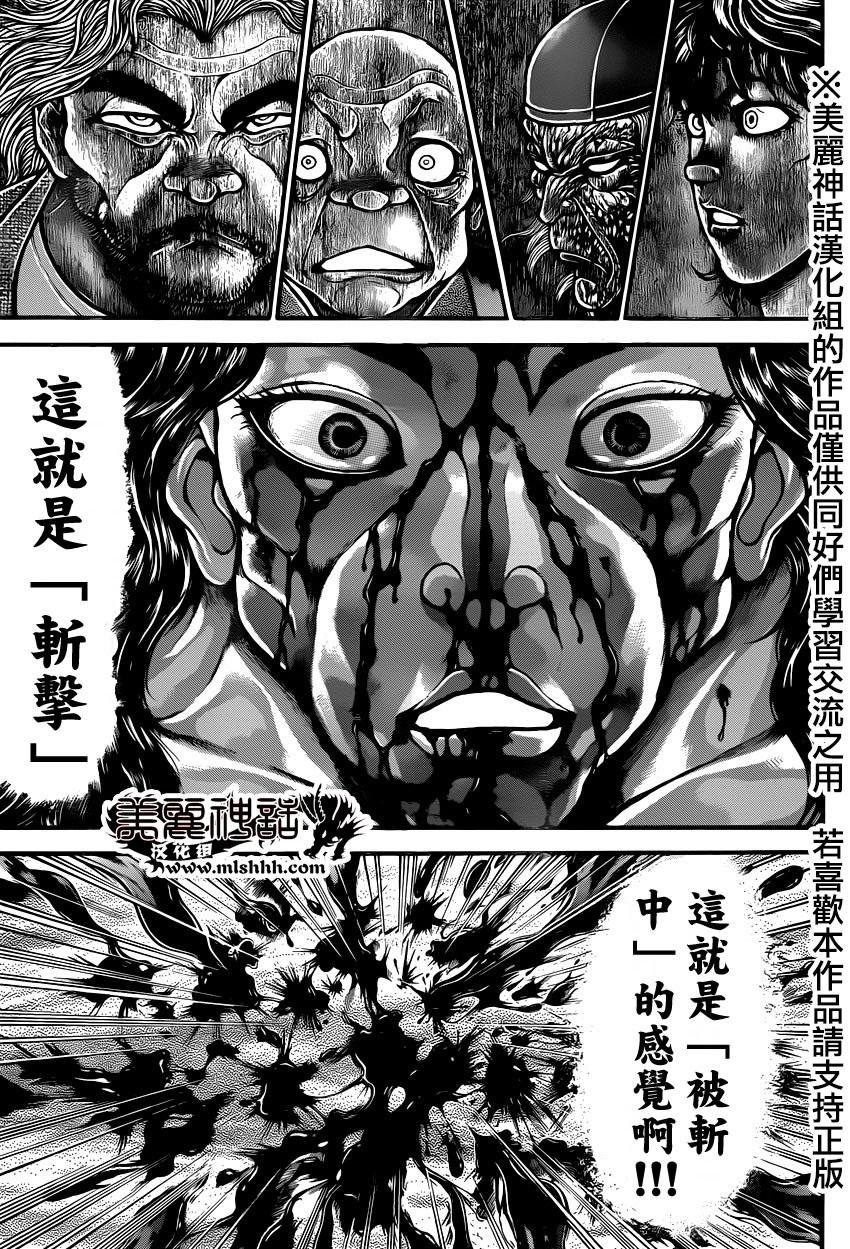 ※美麗神話漢化組的作品僅供同好們學習交流之用 若喜歡本作品請支持正版
這就是「斬擊」
美麗神話
汉化组
www.mlshhh.com
這就是「被斬
中」的感覺啊!!!